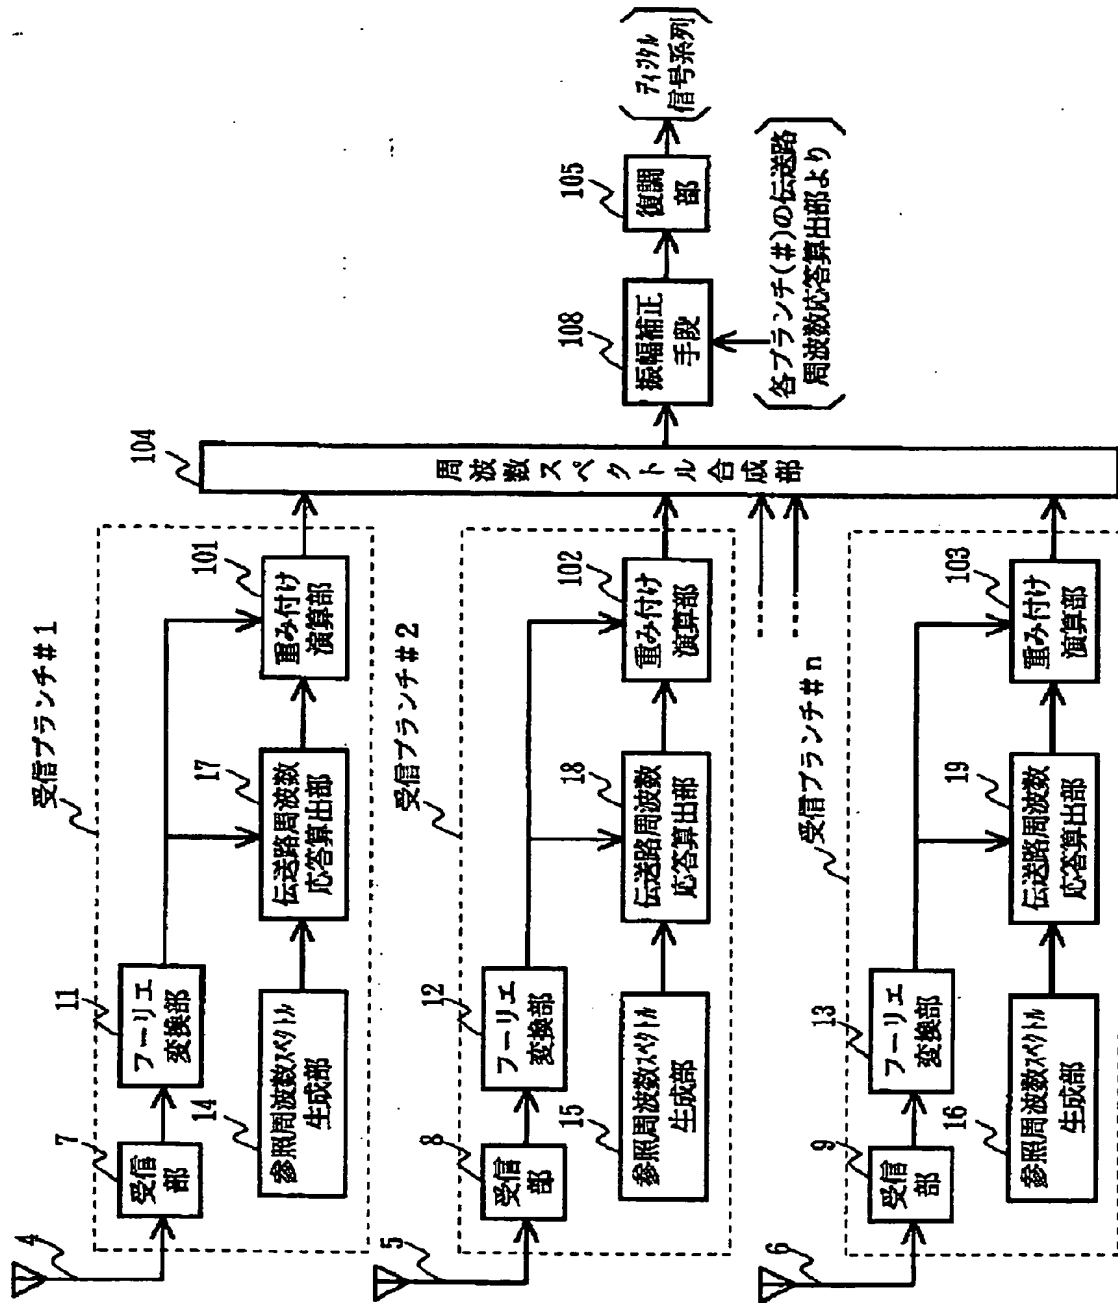 受信ブランチ#1
4
7
受信
部
11
フーリエ
変換部
14
参照周波数スペクトル
生成部
17
伝送路周波数
応答算出部
101
重み付け
演算部
受信ブランチ#2
5
8
受信
部
12
フーリエ
変換部
15
参照周波数スペクトル
生成部
18
伝送路周波数
応答算出部
102
重み付け
演算部
受信ブランチ#n
6
9
受信
部
13
フーリエ
変換部
16
参照周波数スペクトル
生成部
19
伝送路周波数
応答算出部
103
重み付け
演算部
104
周波数スペクトル合成部
108
振幅補正
手段
各ブランチ(#)の伝送路
周波数応答算出部より
105
復調
部
ディジタル
信号系列